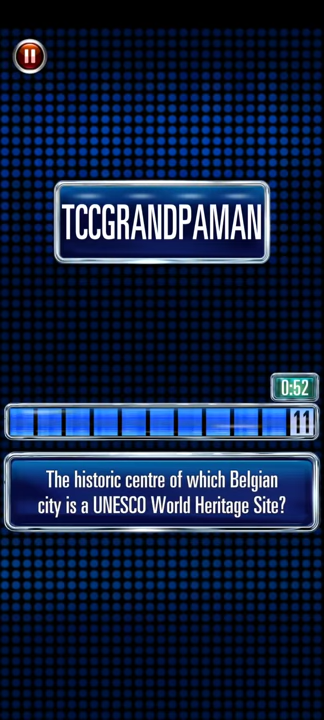 TCCGRANDPAMAN
0:52
11
The historic centre of which Belgian
city is a UNESCO World Heritage Site?